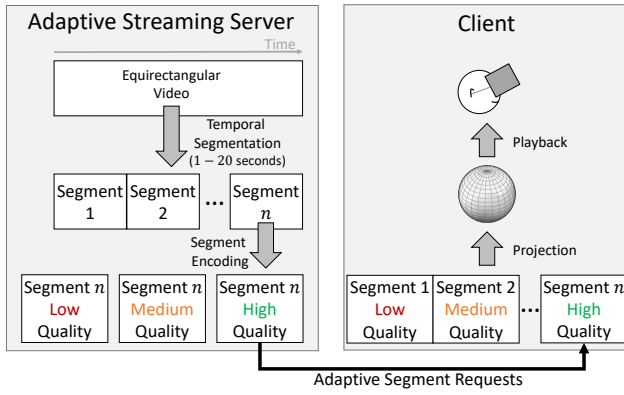 Adaptive Streaming Server
Time
Equirectangular
Video
Temporal
Segmentation
(1 – 20 seconds)
Segment
1
Segment
2
...
Segment
n
Segment
Encoding
Segment n
Low
Quality
Segment n
Medium
Quality
Segment n
High
Quality
Client
Playback
Projection
Segment 1
Low
Quality
Segment 2
Medium
Quality
...
Segment n
High
Quality
Adaptive Segment Requests